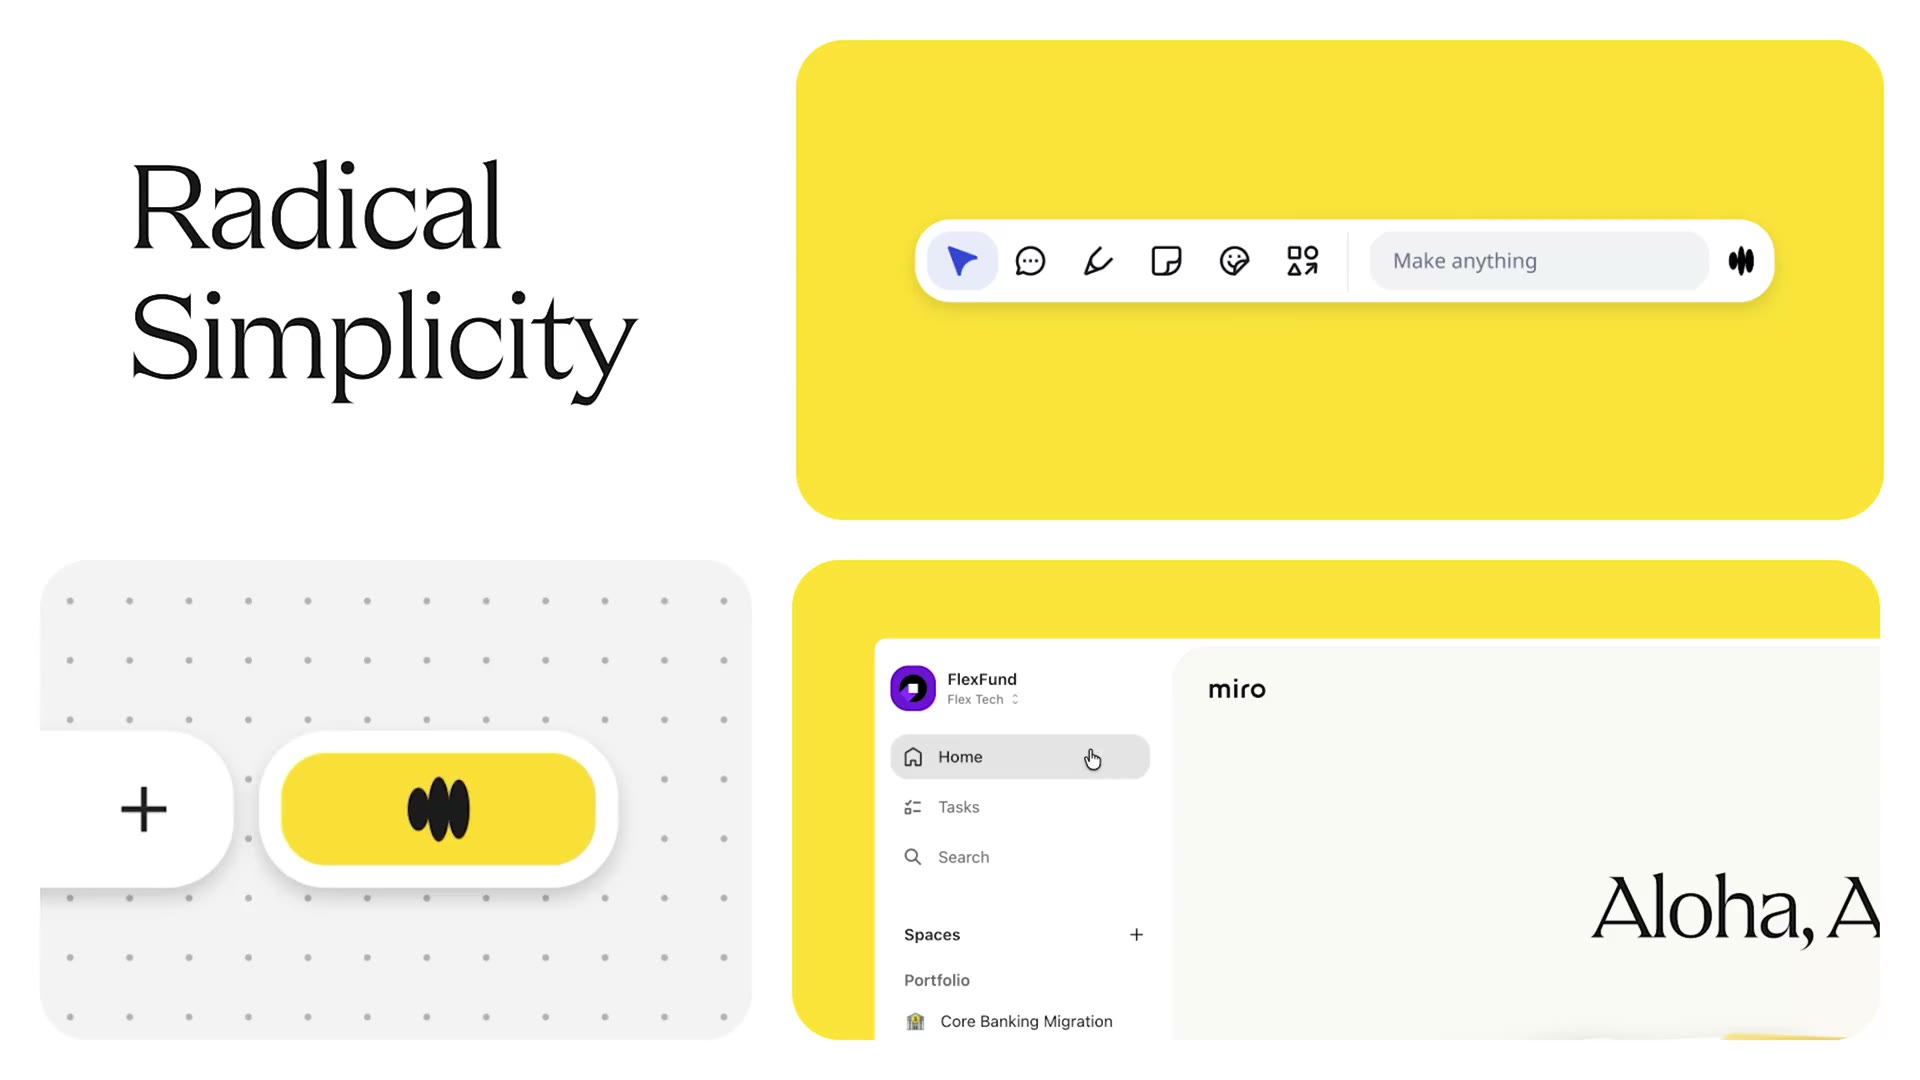 Radical
Simplicity
Make anything
FlexFund
Flex Tech
miro
Home
Tasks
Search
Aloha, A
Spaces
Portfolio
Core Banking Migration